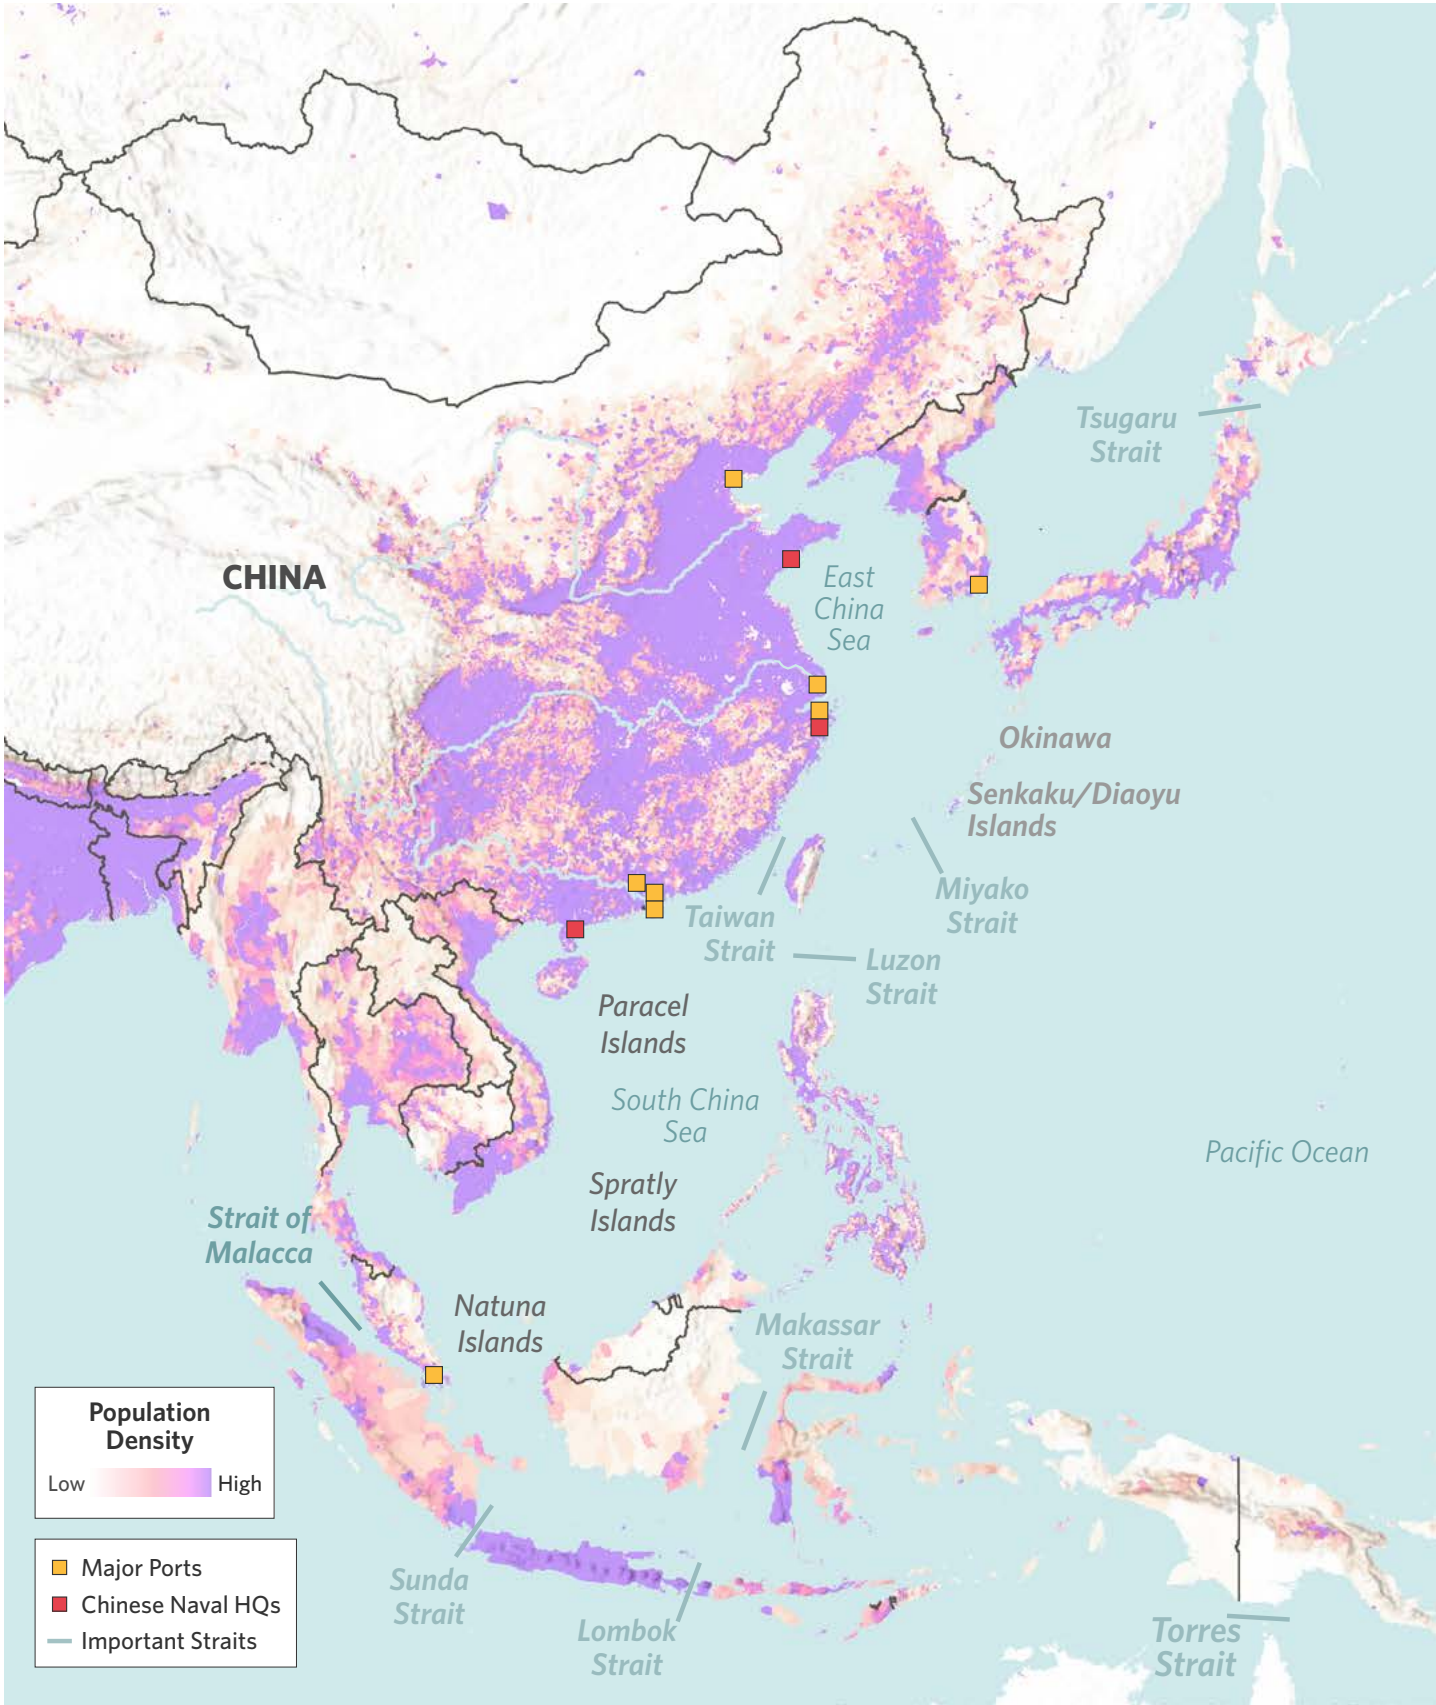 Tsugaru
Strait
CHINA
East
China
Sea
Okinawa
Senkaku/Diaoyu
Islands
Miyako
Strait
Taiwan
Strait
Luzon
Strait
Paracel
Islands
South China
Sea
Pacific Ocean
Spratly
Islands
Strait of
Malacca
Natuna
Islands
Makassar
Strait
Population
Density
Low High
Major Ports
Chinese Naval HQs
Important Straits
Sunda
Strait
Lombok
Strait
Torres
Strait